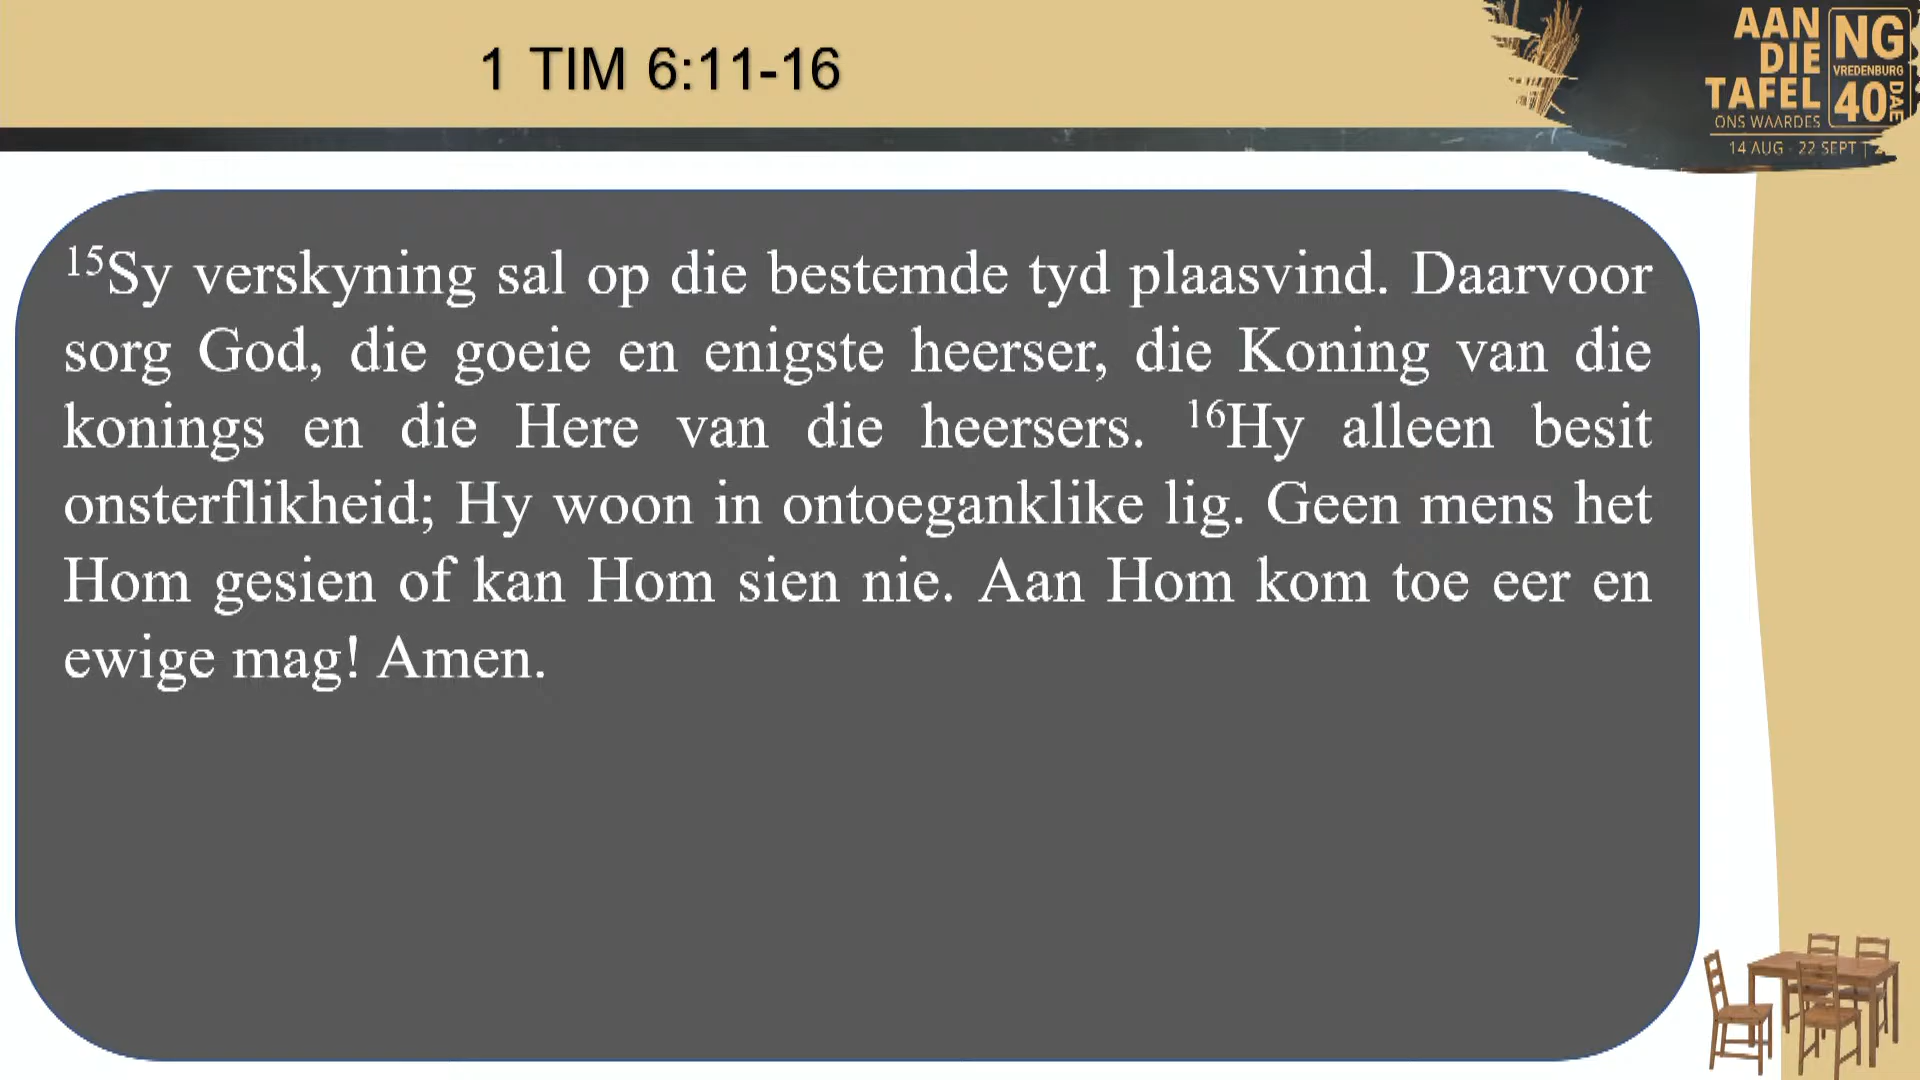 1 TIM 6:11-16
AAN
DIE
TAFEL
ONS WAARDES
NG
VREDENBURG
40
DAE
14 AUG - 22 SEPT |
15Sy verskyning sal op die bestemde tyd plaasvind. Daarvoor
sorg God, die goeie en enigste heerser, die Koning van die
konings en die Here van die heersers. 16Hy alleen besit
onsterflikheid; Hy woon in ontoeganklike lig. Geen mens het
Hom gesien of kan Hom sien nie. Aan Hom kom toe eer en
ewige mag! Amen.